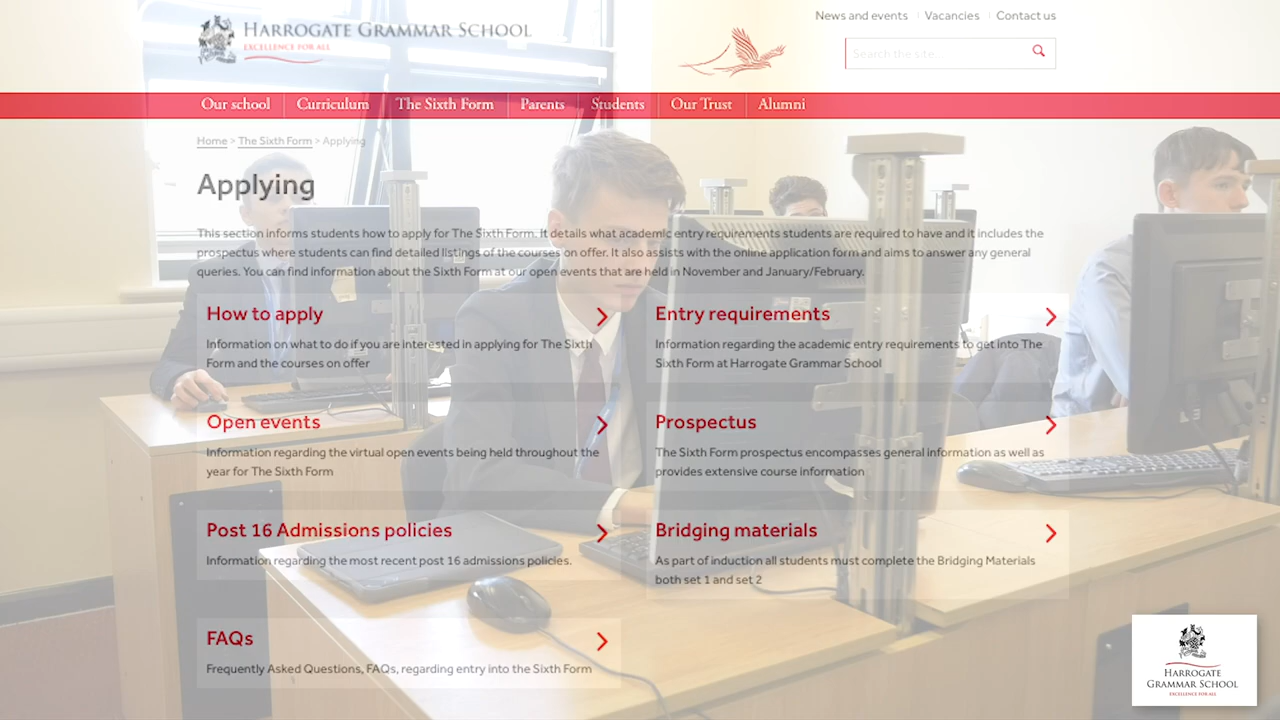 HARROGATE GRAMMAR SCHOOL
EXCELLENCE FOR ALL
News and events
Vacancies
Contact us
Search the site...
Our school
Curriculum
The Sixth Form
Parents
Students
Our Trust
Alumni
Home > The Sixth Form > Applying
Applying
This section informs students how to apply for The Sixth Form. It details what academic entry requirements students are required to have and it includes the
prospectus where students can find detailed listings of the courses on offer. It also assists with the online application form and aims to answer any general
queries. You can find information about the Sixth Form at our open events that are held in November and January/February.
How to apply
Information on what to do if you are interested in applying for The Sixth
Form and the courses on offer
Entry requirements
Information regarding the academic entry requirements to get into The
Sixth Form at Harrogate Grammar School
Open events
Information regarding the virtual open events being held throughout the
year for The Sixth Form
Prospectus
The Sixth Form prospectus encompasses general information as well as
provides extensive course information
Post 16 Admissions policies
Information regarding the most recent post 16 admissions policies.
Bridging materials
As part of induction all students must complete the Bridging Materials
both set 1 and set 2
FAQs
Frequently Asked Questions, FAQs, regarding entry into the Sixth Form
HARROGATE
GRAMMAR SCHOOL
EXCELLENCE FOR ALL